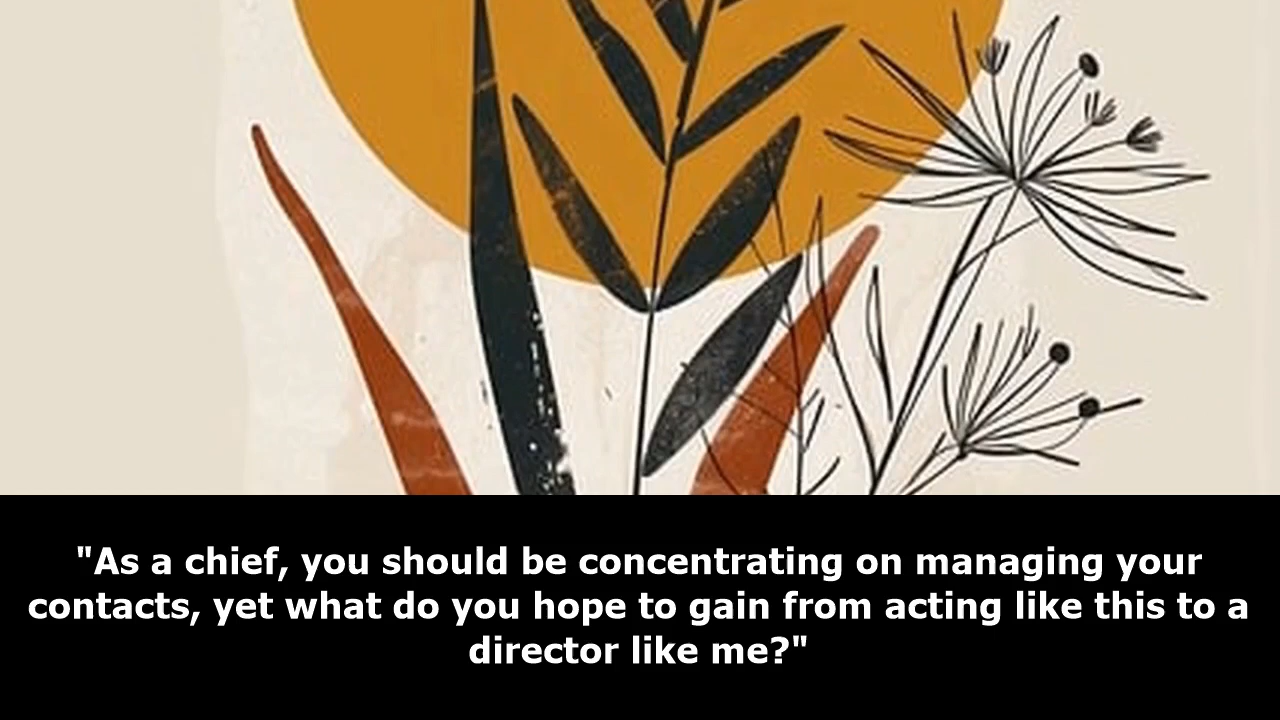 "As a chief, you should be concentrating on managing your
contacts, yet what do you hope to gain from acting like this to a
director like me?"